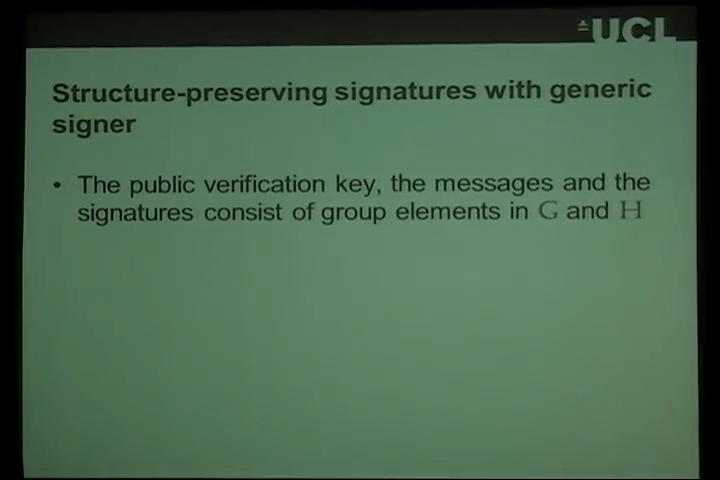 UCL
Structure-preserving signatures with generic
signer
• The public verification key, the messages and the
signatures consist of group elements in G and H